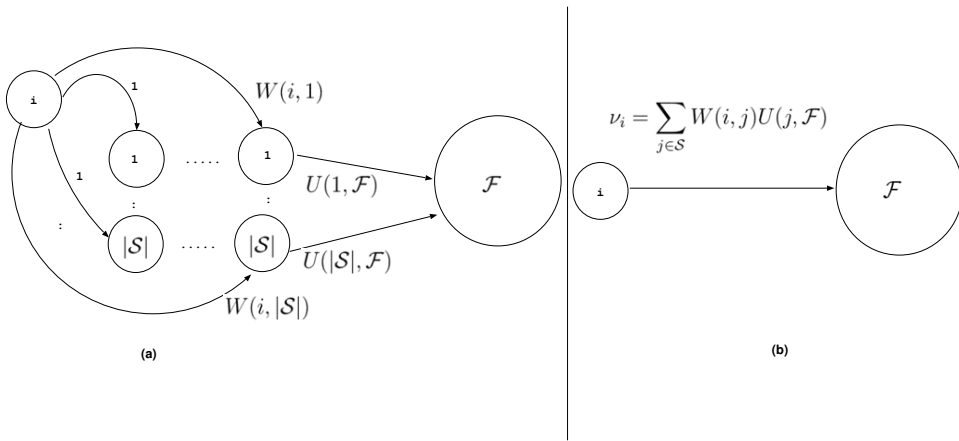 i
1
W(i, 1)
1
1
.....
1
U(1, F)
F
:
:
:
|S|
.....
|S|
U(|S|, F)
W(i, |S|)
(a)
ν_i = ∑_{j∈S} W(i, j)U(j, F)
i
F
(b)